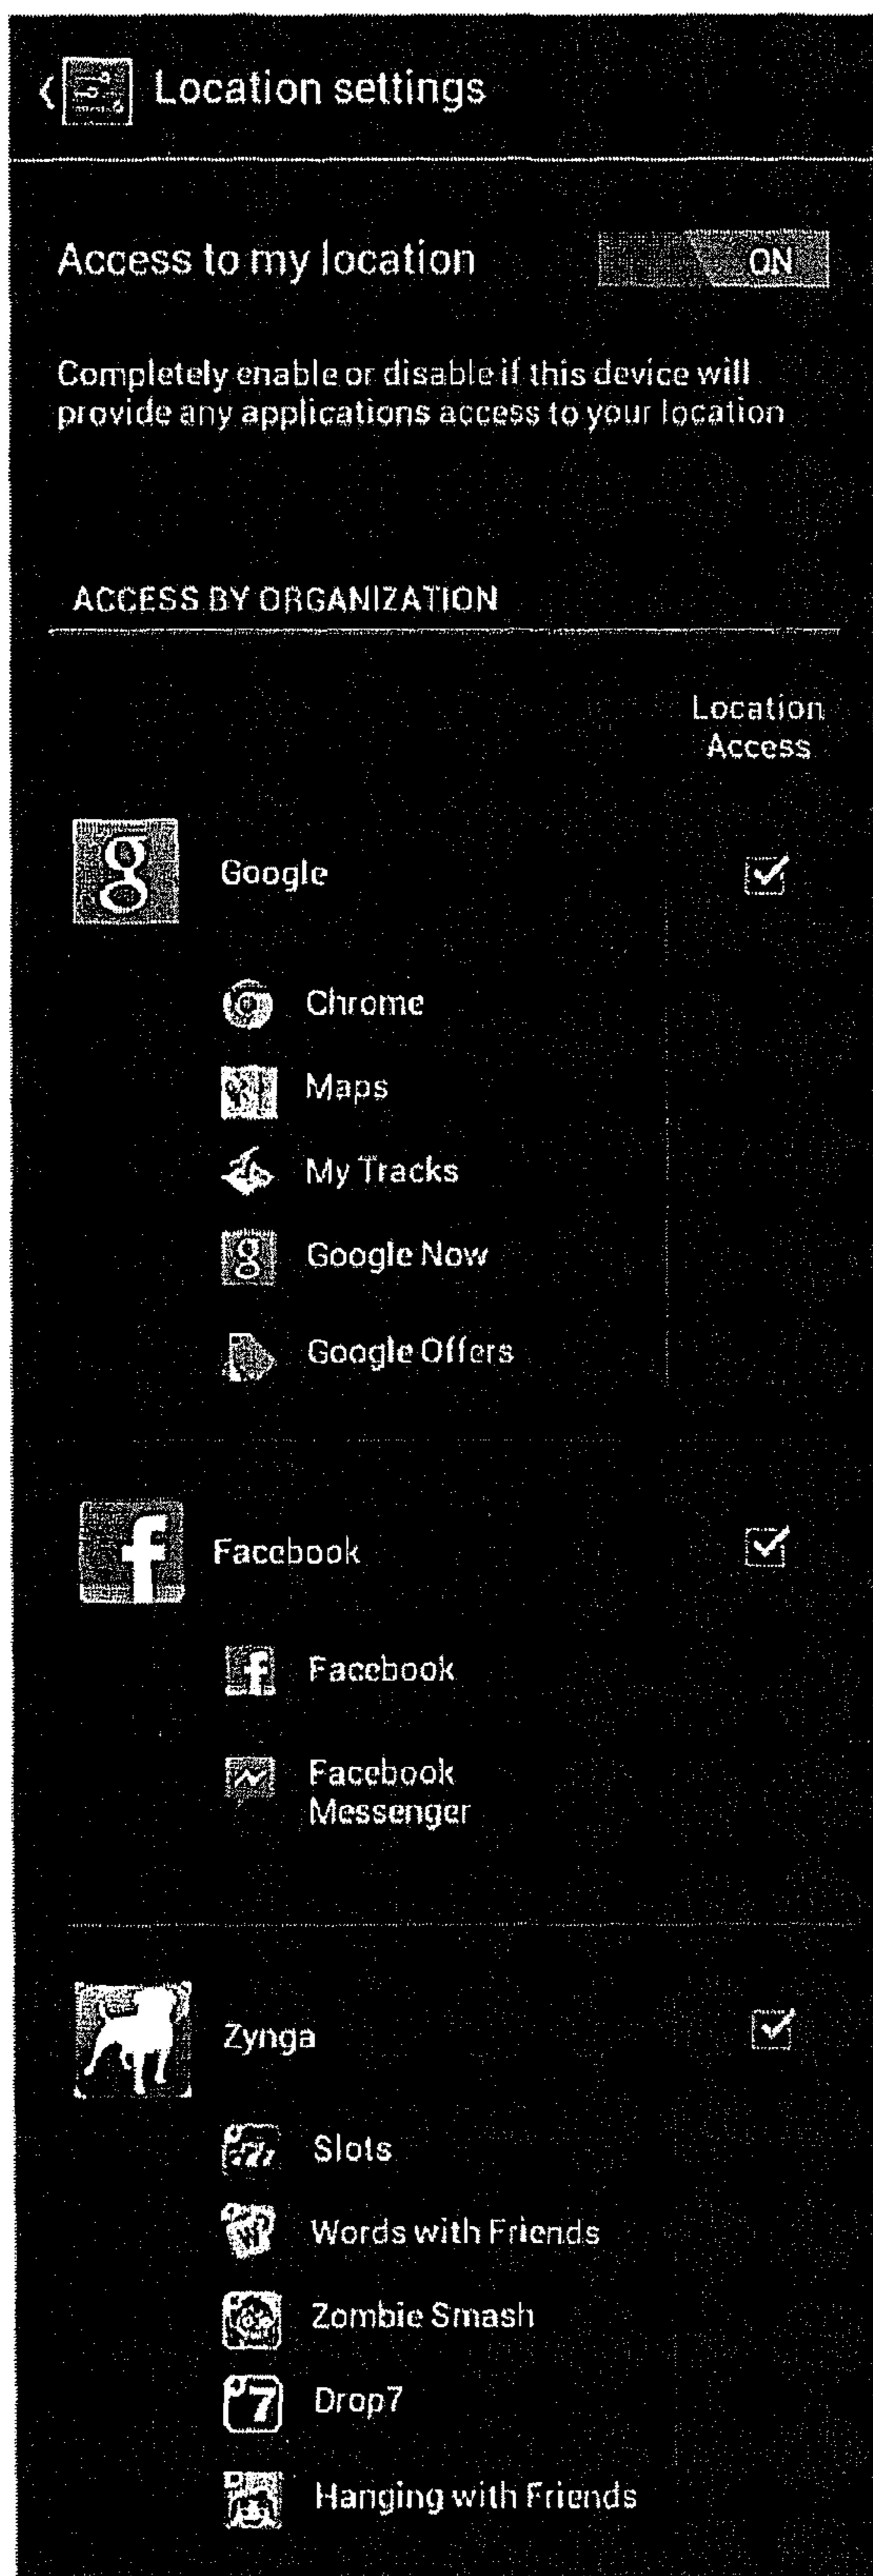 Location settings
Access to my location ON
Completely enable or disable if this device will
provide any applications access to your location
ACCESS BY ORGANIZATION
Location
Access
Google
Chrome
Maps
My Tracks
Google Now
Google Offers
Facebook
Facebook
Facebook
Messenger
Zynga
Slots
Words with Friends
Zombie Smash
Drop7
Hanging with Friends